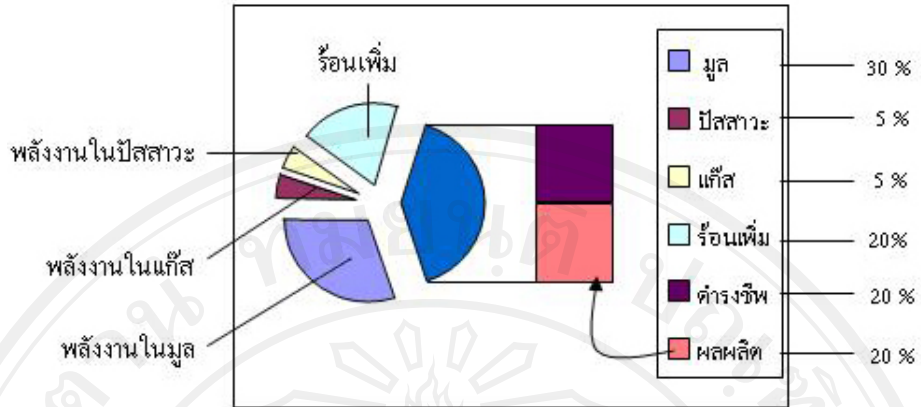 ร้อนเพิ่ม
พลังงานในปัสสาวะ
พลังงานในแก๊ส
พลังงานในมูล
มูล 30 %
ปัสสาวะ 5 %
แก๊ส 5 %
ร้อนเพิ่ม 20%
ดำรงชีพ 20 %
ผลผลิต 20 %